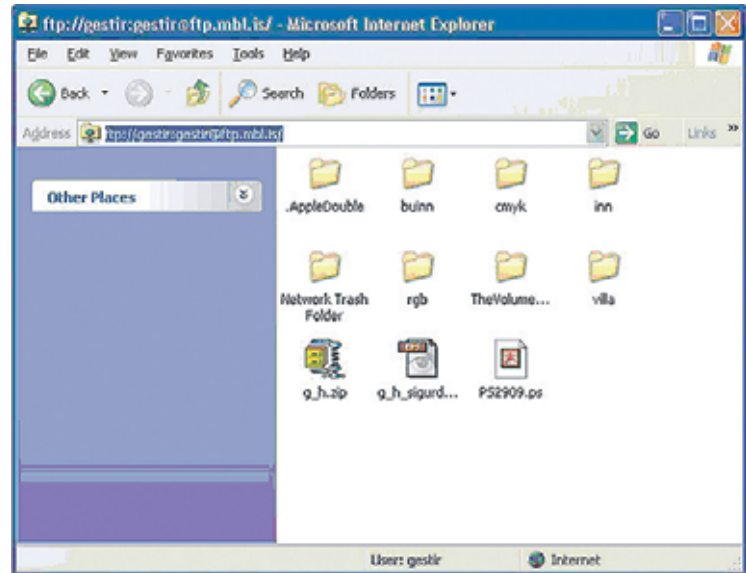 ftp://gestir:gestir@ftp.mbl.is/ - Microsoft Internet Explorer
File Edit View Favorites Tools Help
Back Search Folders
Address ftp://gestir:gestir@ftp.mbl.is/ Go Links »
Other Places
.AppleDouble buinn cmyk inn
Network Trash Folder rgb TheVolume... villa
g_h.zip g_h_sigurd... PS2909.ps
User: gestir Internet